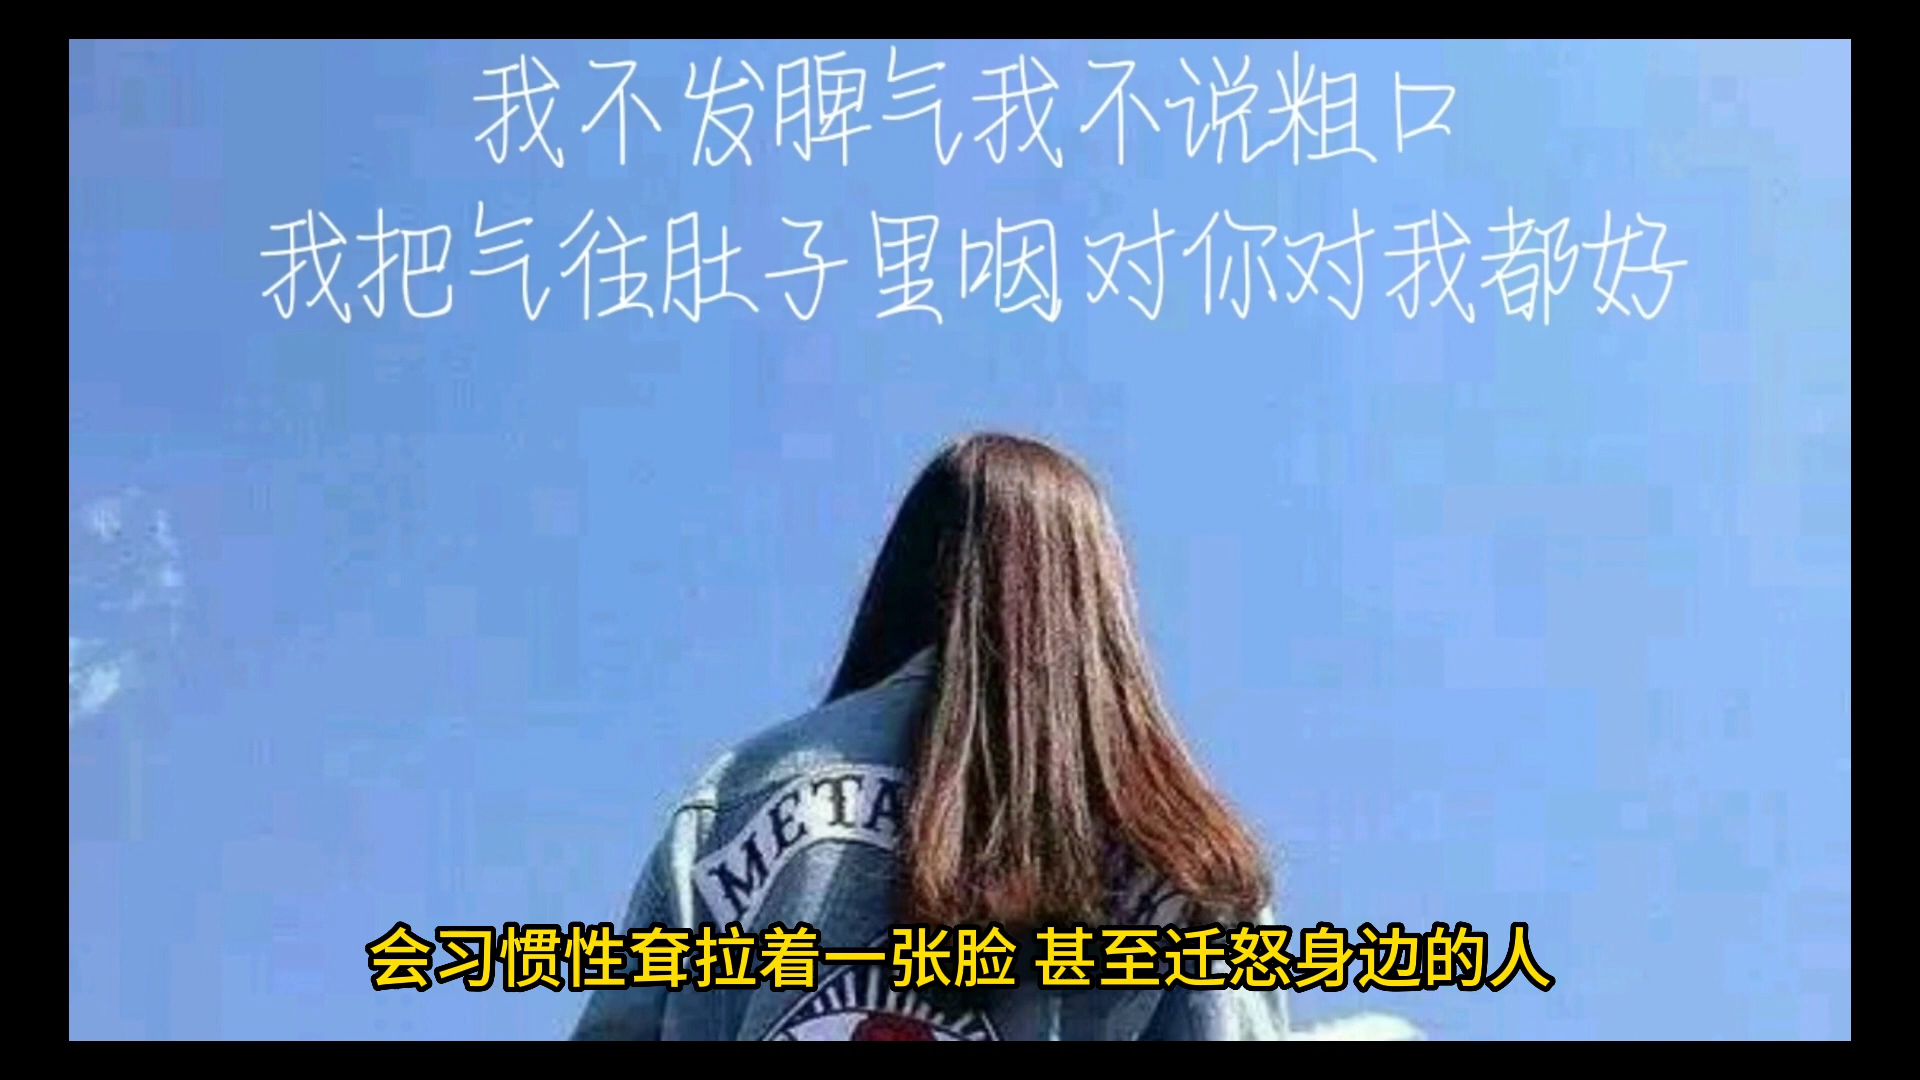 我不发脾气我不说粗口
我把气往肚子里咽 对你对我都好
META
会习惯性耷拉着一张脸 甚至迁怒身边的人